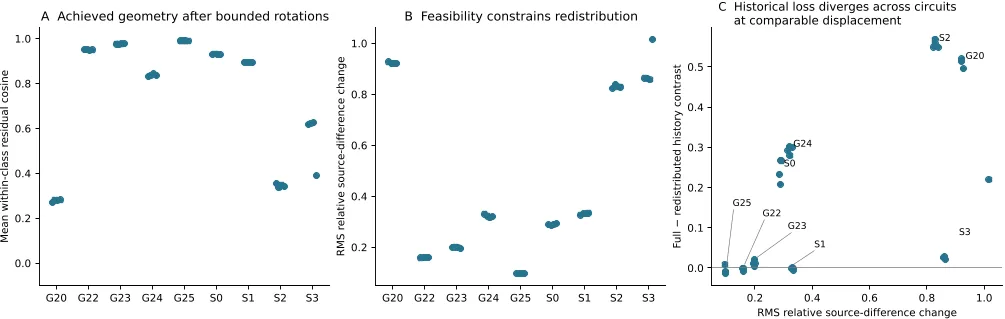 A Achieved geometry after bounded rotations
Mean within-class residual cosine
1.0
0.8
0.6
0.4
0.2
0.0
G20 G22 G23 G24 G25 S0 S1 S2 S3
B Feasibility constrains redistribution
RMS relative source-difference change
1.0
0.8
0.6
0.4
0.2
G20 G22 G23 G24 G25 S0 S1 S2 S3
C Historical loss diverges across circuits
at comparable displacement
Full − redistributed history contrast
0.5
0.4
0.3
0.2
0.1
0.0
S2
G20
G24
S0
G25
G22
G23
S1
S3
0.2 0.4 0.6 0.8 1.0
RMS relative source-difference change